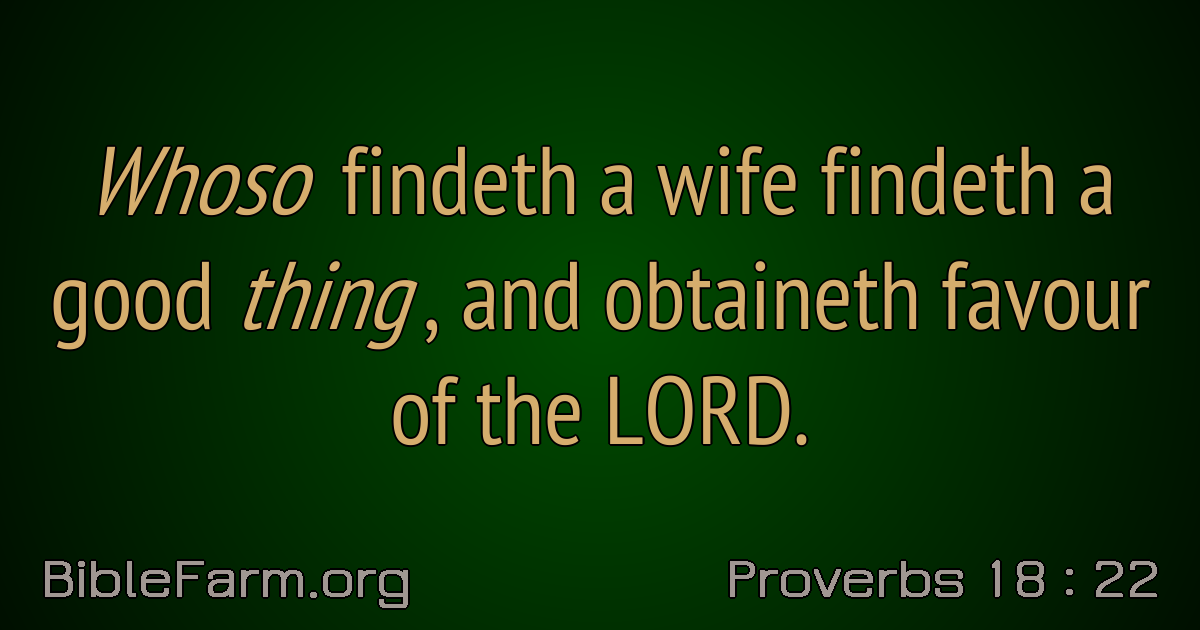 Whoso findeth a wife findeth a
good thing, and obtaineth favour
of the LORD.
BibleFarm.org
Proverbs 18 : 22